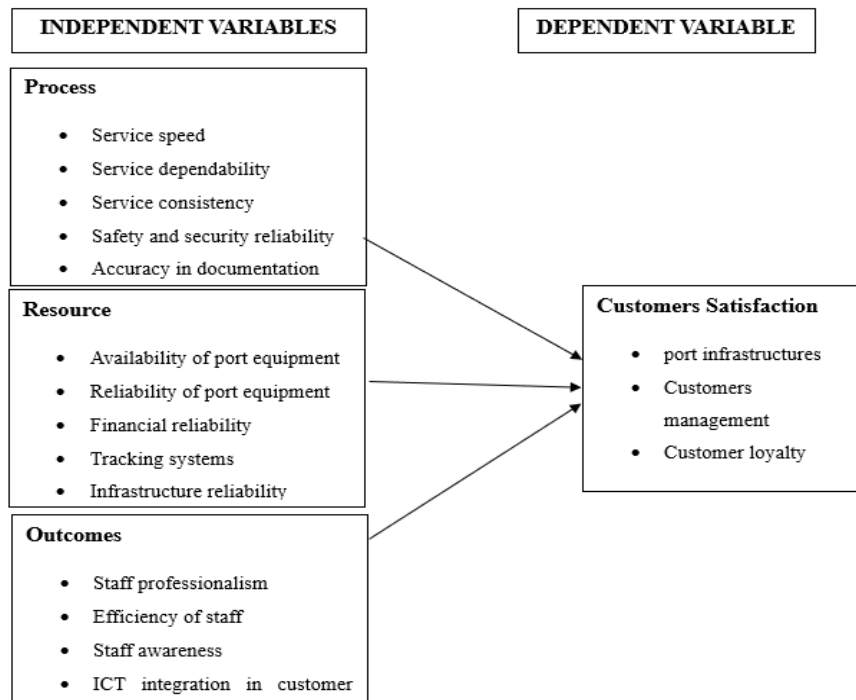 INDEPENDENT VARIABLES
DEPENDENT VARIABLE
Process
• Service speed
• Service dependability
• Service consistency
• Safety and security reliability
• Accuracy in documentation
Resource
• Availability of port equipment
• Reliability of port equipment
• Financial reliability
• Tracking systems
• Infrastructure reliability
Outcomes
• Staff professionalism
• Efficiency of staff
• Staff awareness
• ICT integration in customer
Customers Satisfaction
• port infrastructures
• Customers
management
• Customer loyalty